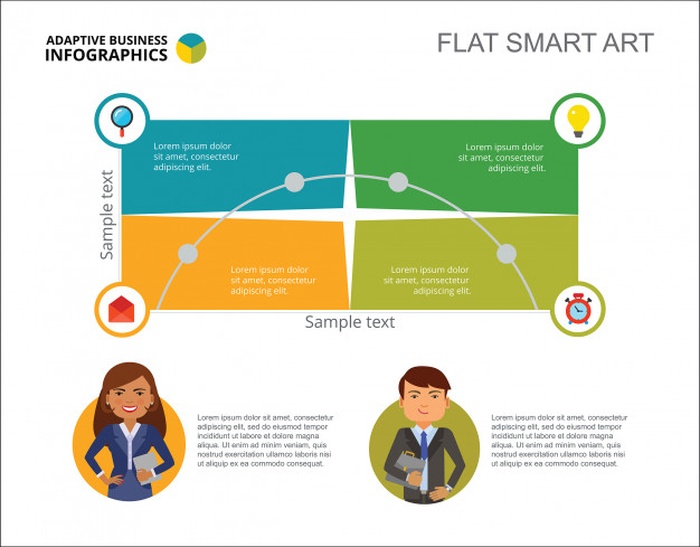 ADAPTIVE BUSINESS
INFOGRAPHICS
FLAT SMART ART
Lorem ipsum dolor
sit amet, consectetur
adipiscing elit.
Lorem ipsum dolor
sit amet, consectetur
adipiscing elit.
Sample text
Lorem ipsum dolor
sit amet, consectetur
adipiscing elit.
Lorem ipsum dolor
sit amet, consectetur
adipiscing elit.
Sample text
Lorem ipsum dolor sit amet, consectetur
adipiscing elit, sed do eiusmod tempor
incididunt ut labore et dolore magna
aliqua. Ut enim ad minim veniam, quis
nostrud exercitation ullamco laboris nisi
ut aliquip ex ea commodo consequat.
Lorem ipsum dolor sit amet, consectetur
adipiscing elit, sed do eiusmod tempor
incididunt ut labore et dolore magna
aliqua. Ut enim ad minim veniam, quis
nostrud exercitation ullamco laboris nisi
ut aliquip ex ea commodo consequat.